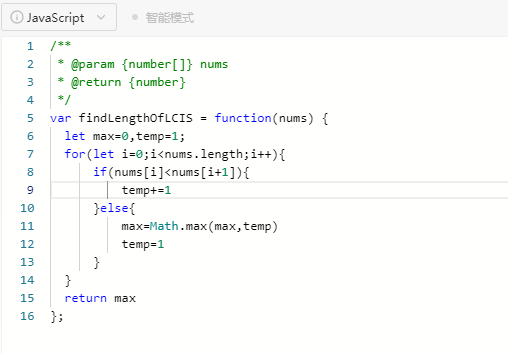 JavaScript 智能模式
1 /**
2 * @param {number[]} nums
3 * @return {number}
4 */
5 var findLengthOfLCIS = function(nums) {
6 let max=0,temp=1;
7 for(let i=0;i<nums.length;i++){
8 if(nums[i]<nums[i+1]){
9 temp+=1
10 }else{
11 max=Math.max(max,temp)
12 temp=1
13 }
14 }
15 return max
16 };